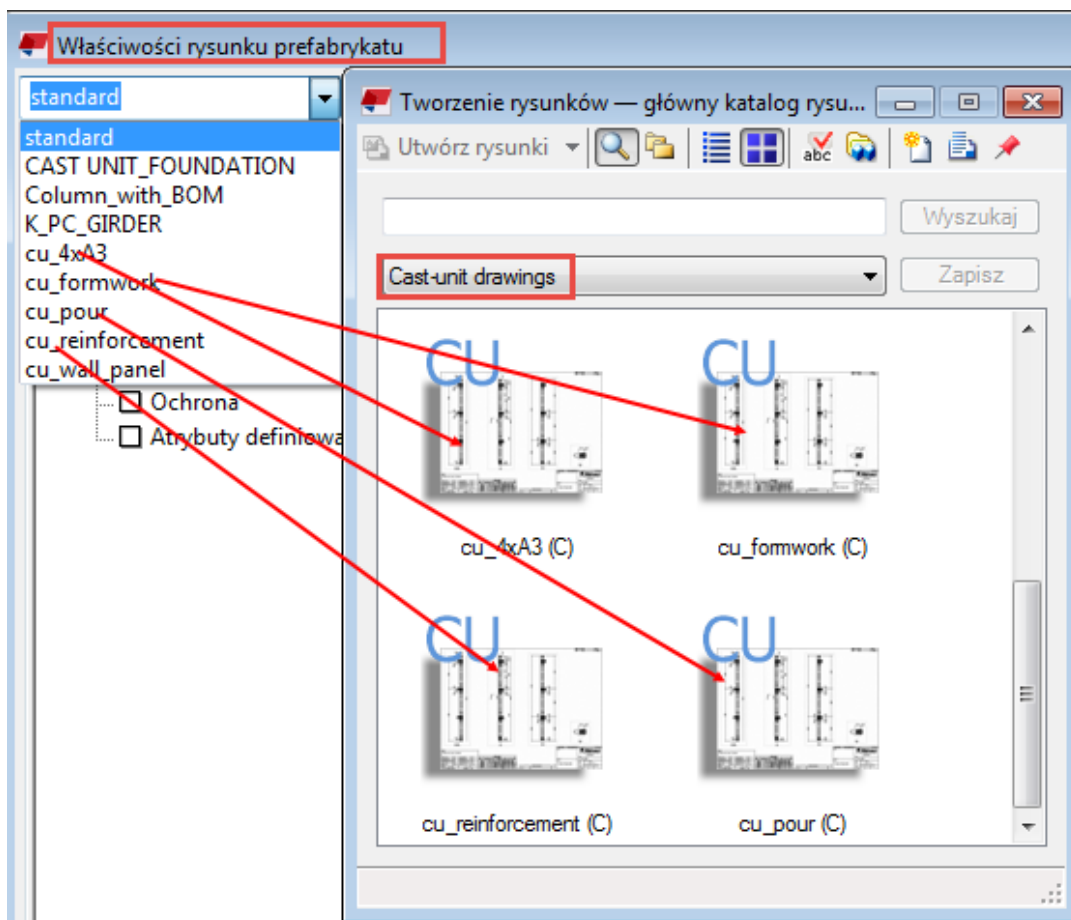 Właściwości rysunku prefabrykatu
standard
standard
CAST UNIT_FOUNDATION
Column_with_BOM
K_PC_GIRDER
cu_4xA3
cu_formwork
cu_pour
cu_reinforcement
cu_wall_panel
Ochrona
Atrybuty definiowa
Tworzenie rysunków — główny katalog rysu...
Utwórz rysunki
abc
Wyszukaj
Cast-unit drawings
Zapisz
CU
CU
cu_4xA3 (C)
cu_formwork (C)
CU
CU
cu_reinforcement (C)
cu_pour (C)